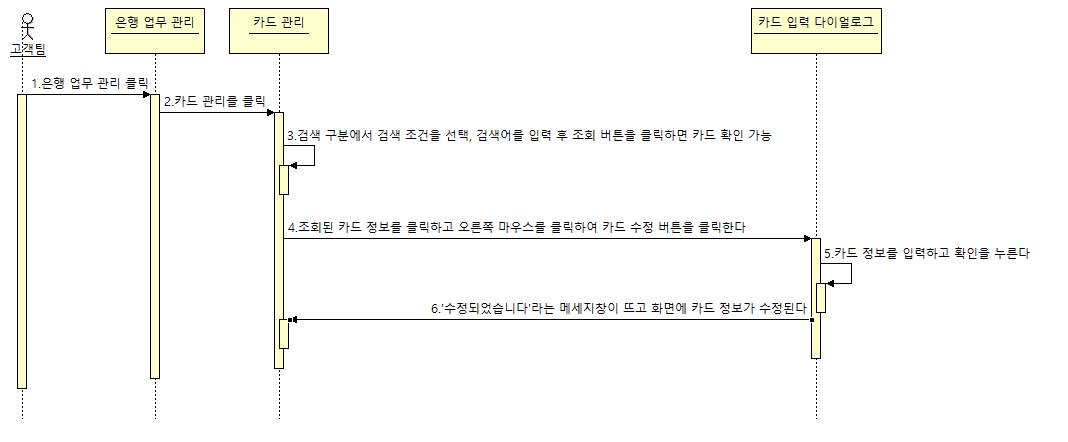 은행 업무 관리
카드 관리
카드 입력 다이얼로그
고객팀
1.은행 업무 관리 클릭
2.카드 관리를 클릭
3.검색 구분에서 검색 조건을 선택, 검색어를 입력 후 조회 버튼을 클릭하면 카드 확인 가능
4.조회된 카드 정보를 클릭하고 오른쪽 마우스를 클릭하여 카드 수정 버튼을 클릭한다
5.카드 정보를 입력하고 확인을 누른다
6.'수정되었습니다'라는 메세지창이 뜨고 화면에 카드 정보가 수정된다